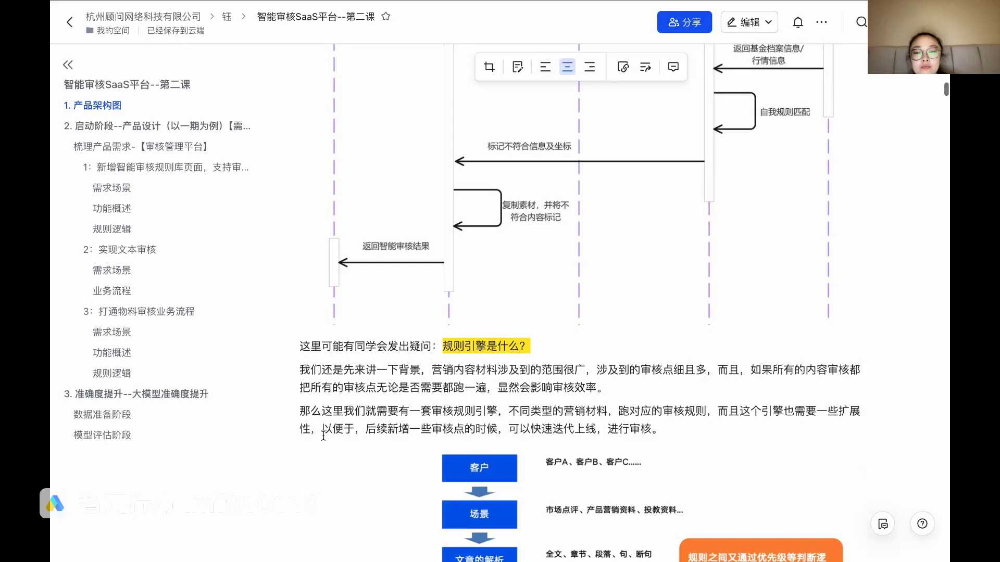 杭州顾问网络科技有限公司 > 钰 > 智能审核SaaS平台--第二课
我的空间 已经保存到云端
分享
编辑
智能审核SaaS平台--第二课
1. 产品架构图
2. 启动阶段--产品设计（以一期为例）【需...
梳理产品需求-【审核管理平台】
1：新增智能审核规则库页面，支持审...
需求场景
功能概述
规则逻辑
2：实现文本审核
需求场景
业务流程
3：打通物料审核业务流程
需求场景
功能概述
规则逻辑
3. 准确度提升--大模型准确度提升
数据准备阶段
模型评估阶段
返回基金档案信息/
行情信息
自我规则匹配
标记不符合信息及坐标
复制素材，并将不
符合内容标记
返回智能审核结果
这里可能有同学会发出疑问：规则引擎是什么？
我们还是先来讲一下背景，营销内容材料涉及到的范围很广，涉及到的审核点细且多，而且，如果所有的内容审核都
把所有的审核点无论是否需要都跑一遍，显然会影响审核效率。
那么这里我们就需要有一套审核规则引擎，不同类型的营销材料，跑对应的审核规则，而且这个引擎也需要一些扩展
性，以便于，后续新增一些审核点的时候，可以快速迭代上线，进行审核。
客户
客户A、客户B、客户C......
场景
市场点评、产品营销资料、投教资料...
文章的解析
全文、章节、段落、句、断句
规则之间又通过优先级等判断逻